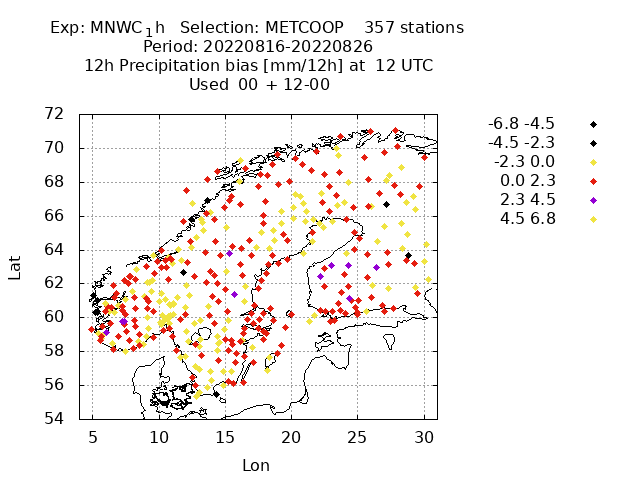 Exp: MNWC1h Selection: METCOOP 357 stations
Period: 20220816-20220826
12h Precipitation bias [mm/12h] at 12 UTC
Used 00 + 12-00
-6.8 -4.5
-4.5 -2.3
-2.3 0.0
0.0 2.3
2.3 4.5
4.5 6.8
72
70
68
66
64
62
60
58
56
54
Lat
5 10 15 20 25 30
Lon